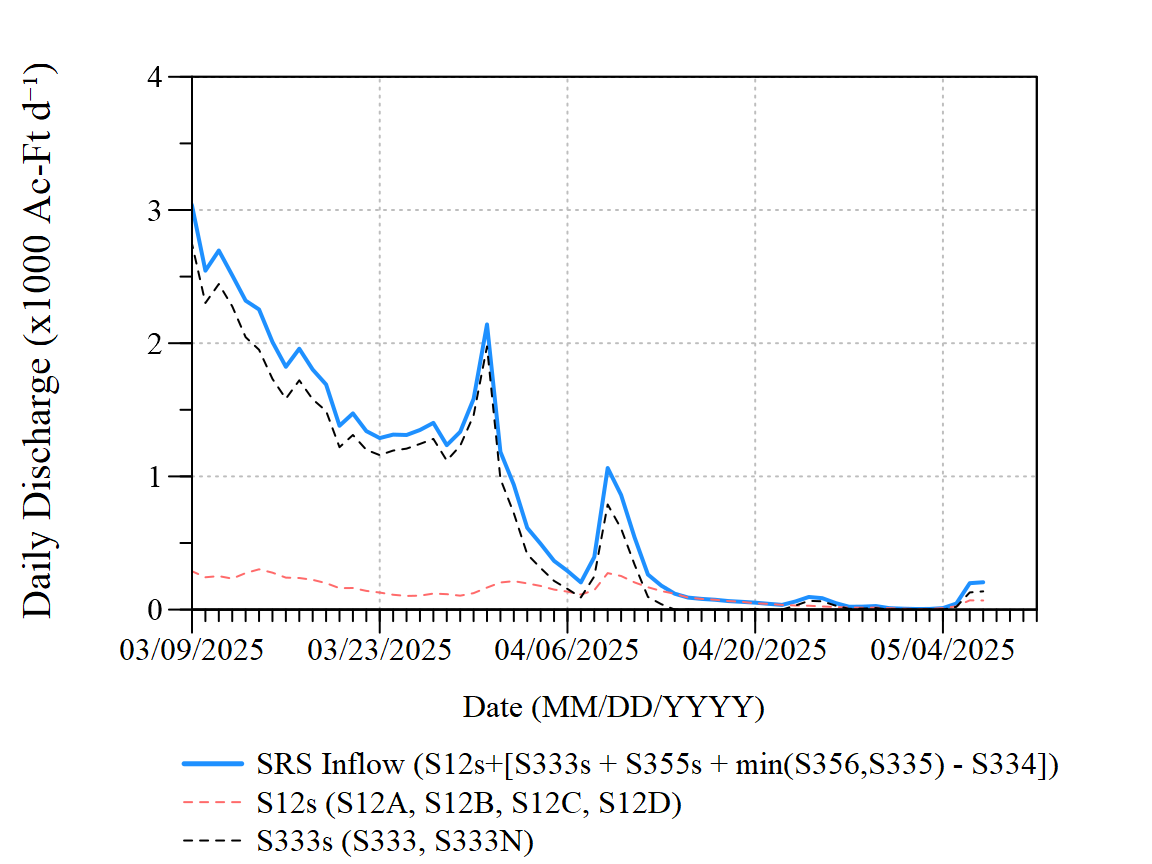 Daily Discharge (x1000 Ac-Ft d⁻¹)
4
3
2
1
0
03/09/2025 03/23/2025 04/06/2025 04/20/2025 05/04/2025
Date (MM/DD/YYYY)
SRS Inflow (S12s+[S333s + S355s + min(S356,S335) - S334])
S12s (S12A, S12B, S12C, S12D)
S333s (S333, S333N)